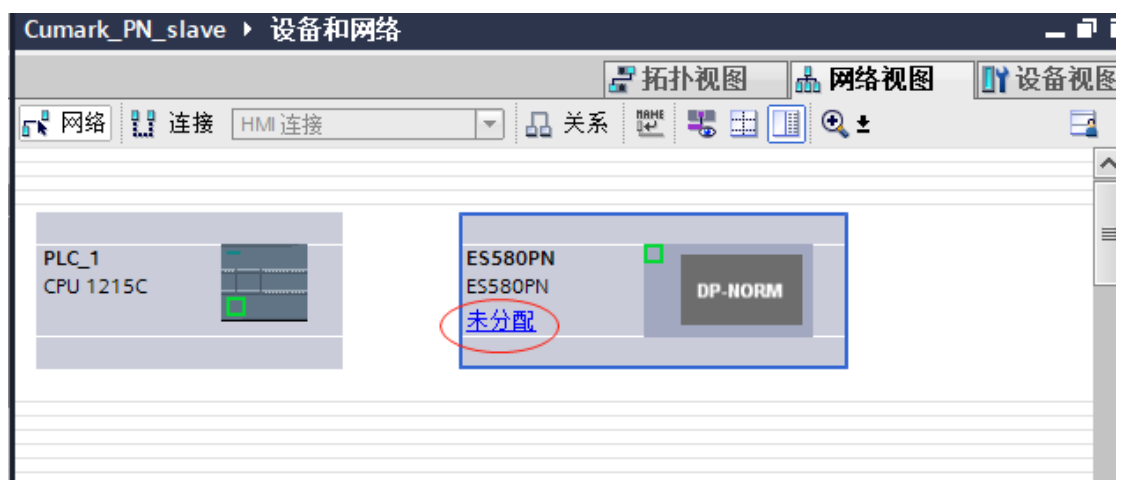 Cumark_PN_slave ▸ 设备和网络
拓扑视图 网络视图 设备视图
网络 连接 HMI 连接 关系 NAME
PLC_1
CPU 1215C
ES580PN
ES580PN
未分配
DP-NORM